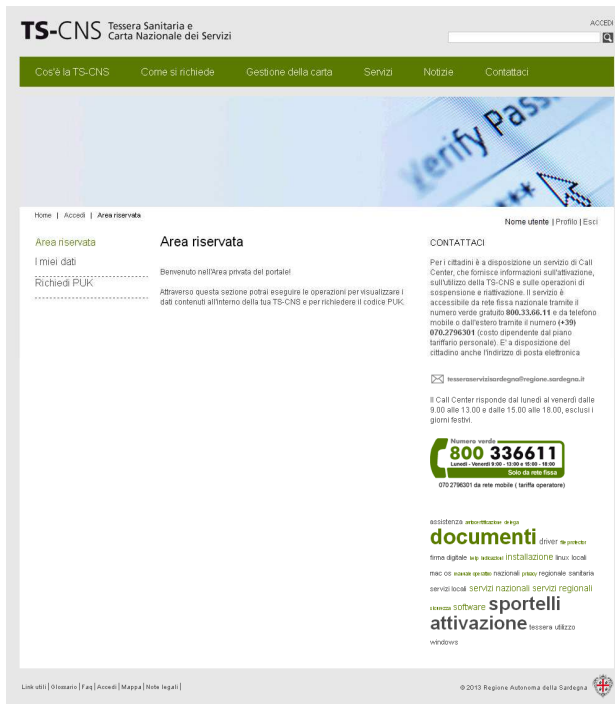 TS-CNS Tessera Sanitaria e
Carta Nazionale dei Servizi
ACCEDI
Cos'è la TS-CNS Come si richiede Gestione della carta Servizi Notizie Contattaci
Verify Pass
***
Home | Accedi | Area riservata
Nome utente | Profilo | Esci
Area riservata
I miei dati
Richiedi PUK
Area riservata
Benvenuto nell'Area privata del portale!
Attraverso questa sezione potrai eseguire le operazioni per visualizzare i
dati contenuti all'interno della tua TS-CNS e per richiedere il codice PUK.
CONTATTACI
Per i cittadini è a disposizione un servizio di Call
Center, che fornisce informazioni sull'attivazione,
sull'utilizzo della TS-CNS e sulle operazioni di
sospensione e riattivazione. Il servizio è
accessibile da rete fissa nazionale tramite il
numero verde gratuito 800.33.66.11 e da telefono
mobile o dall'estero tramite il numero (+39)
070.2796301 (costo dipendente dal piano
tariffario personale). E' a disposizione del
cittadino anche l'indirizzo di posta elettronica
tesseraservizisardegna@regione.sardegna.it
Il Call Center risponde dal lunedì al venerdì dalle
9.00 alle 13.00 e dalle 15.00 alle 18.00, esclusi i
giorni festivi.
Numero verde
800 336611
Lunedì - Venerdì 9:00 - 13:00 e 15:00 - 18:00
Solo da rete fissa
070 2796301 da rete mobile ( tariffa operatore)
assistenza autocertificazione delega
documenti driver file protector
firma digitale installazione linux locali
mac os manuale operativo nazionali privacy regionale sanitaria
servizi locali servizi nazionali servizi regionali
sicurezza software sportelli
attivazione tessera utilizzo
windows
Link utili | Glossario | Faq | Accedi | Mappa | Note legali |
© 2013 Regione Autonoma della Sardegna